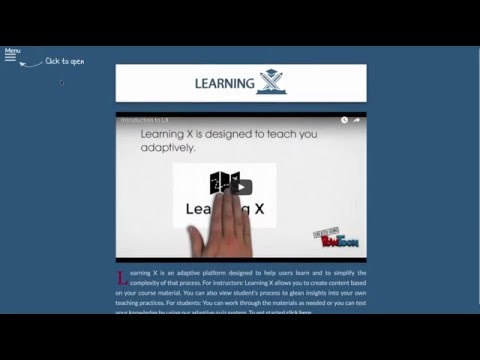 Menu
Click to open
LEARNING X
Introduction to LX
Learning X is designed to teach you
adaptively.
Lea g X
PowToon
Learning X is an adaptive platform designed to help users learn and to simplify the
complexity of that process. For instructors: Learning X allows you to create content based
on your course material. You can also view student's process to glean insights into your own
teaching practices. For students: You can work through the materials as needed or you can test
your knowledge by using our adaptive quiz system. To get started click here